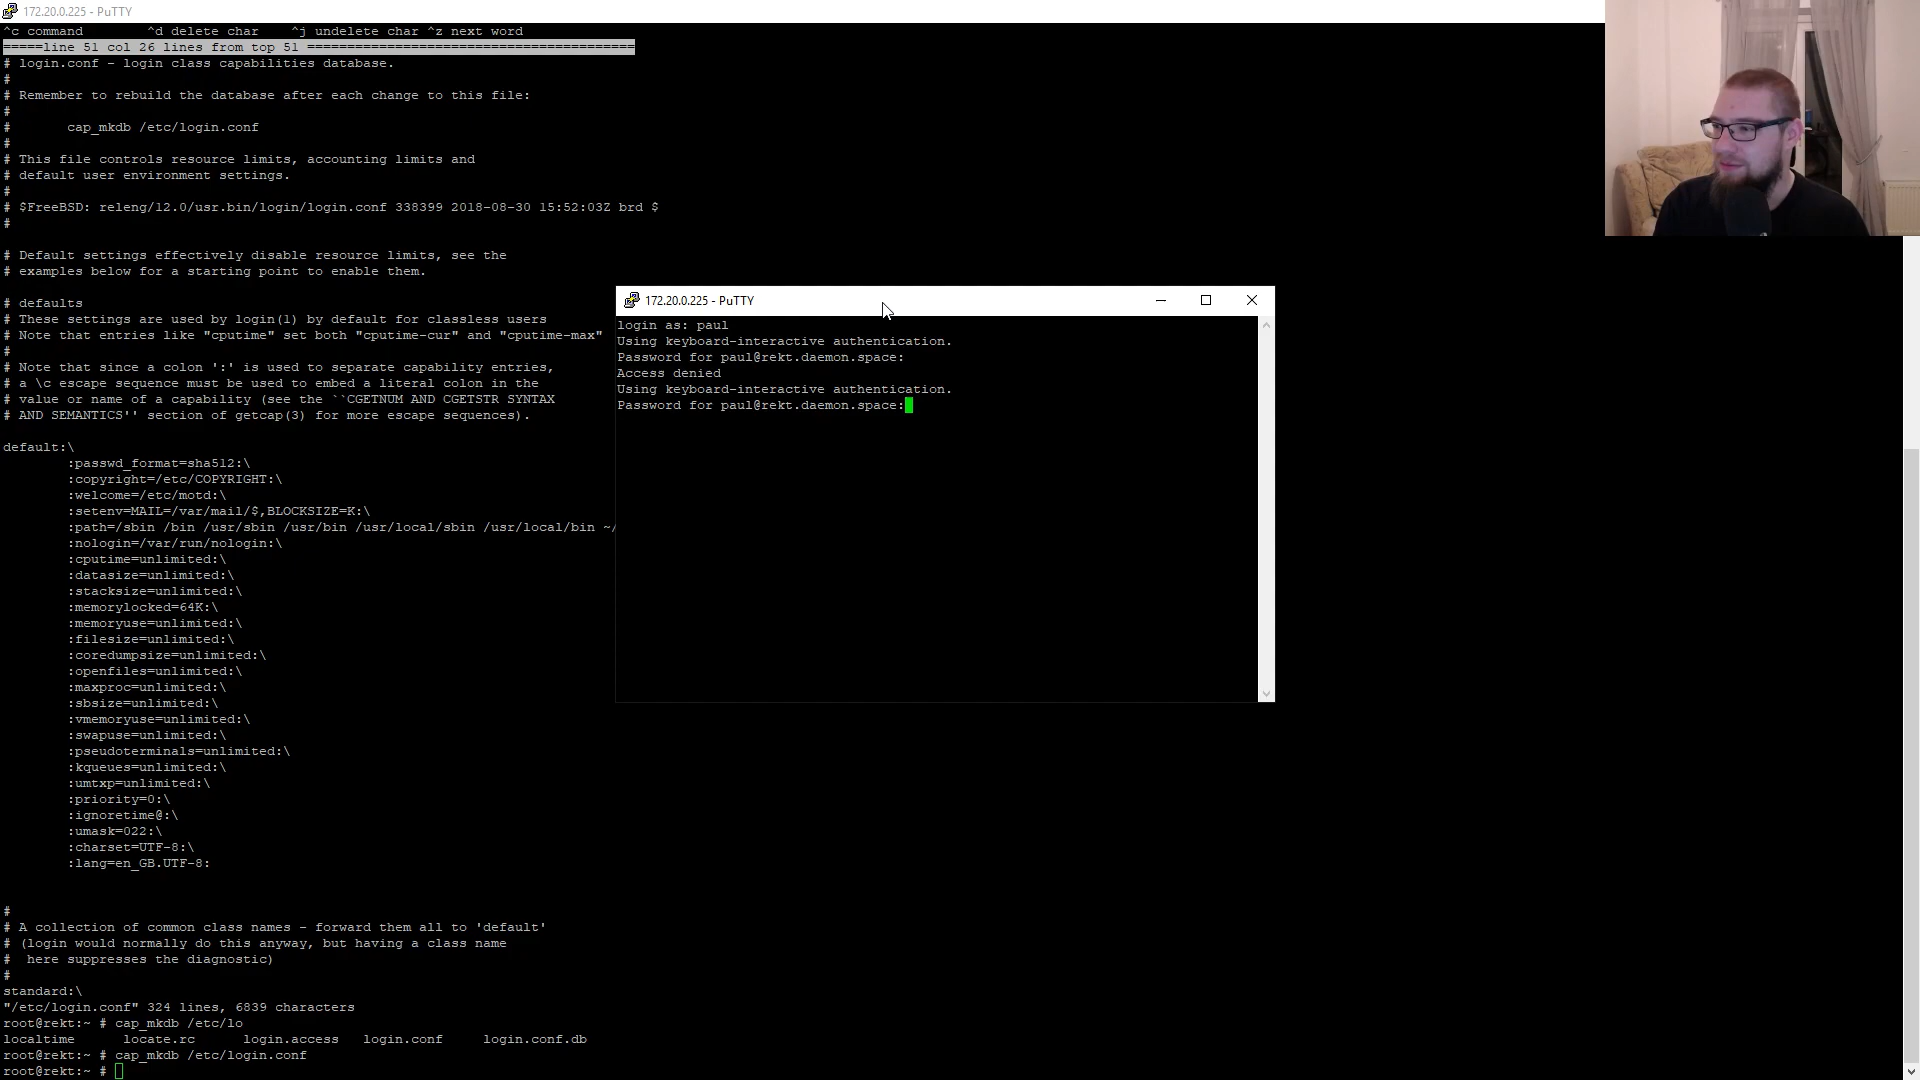 172.20.0.225 - PuTTY
^c command        ^d delete char    ^j undelete char ^z next word
=====line 51 col 26 lines from top 51 =========================================
# login.conf - login class capabilities database.
#
# Remember to rebuild the database after each change to this file:
#
#       cap_mkdb /etc/login.conf
#
# This file controls resource limits, accounting limits and
# default user environment settings.
#
# $FreeBSD: releng/12.0/usr.bin/login/login.conf 338399 2018-08-30 15:52:03Z brd $
#
# Default settings effectively disable resource limits, see the
# examples below for a starting point to enable them.
# defaults
# These settings are used by login(1) by default for classless users
# Note that entries like "cputime" set both "cputime-cur" and "cputime-max"
#
# Note that since a colon ':' is used to separate capability entries,
# a \c escape sequence must be used to embed a literal colon in the
# value or name of a capability (see the ``CGETNUM AND CGETSTR SYNTAX
# AND SEMANTICS'' section of getcap(3) for more escape sequences).
default:\
        :passwd_format=sha512:\
        :copyright=/etc/COPYRIGHT:\
        :welcome=/etc/motd:\
        :setenv=MAIL=/var/mail/$,BLOCKSIZE=K:\
        :path=/sbin /bin /usr/sbin /usr/bin /usr/local/sbin /usr/local/bin ~/
        :nologin=/var/run/nologin:\
        :cputime=unlimited:\
        :datasize=unlimited:\
        :stacksize=unlimited:\
        :memorylocked=64K:\
        :memoryuse=unlimited:\
        :filesize=unlimited:\
        :coredumpsize=unlimited:\
        :openfiles=unlimited:\
        :maxproc=unlimited:\
        :sbsize=unlimited:\
        :vmemoryuse=unlimited:\
        :swapuse=unlimited:\
        :pseudoterminals=unlimited:\
        :kqueues=unlimited:\
        :umtxp=unlimited:\
        :priority=0:\
        :ignoretime@:\
        :umask=022:\
        :charset=UTF-8:\
        :lang=en_GB.UTF-8:
#
# A collection of common class names - forward them all to 'default'
# (login would normally do this anyway, but having a class name
#  here suppresses the diagnostic)
#
standard:\
"/etc/login.conf" 324 lines, 6839 characters
root@rekt:~ # cap_mkdb /etc/lo
localtime      locate.rc      login.access   login.conf     login.conf.db
root@rekt:~ # cap_mkdb /etc/login.conf
root@rekt:~ #
172.20.0.225 - PuTTY
login as: paul
Using keyboard-interactive authentication.
Password for paul@rekt.daemon.space:
Access denied
Using keyboard-interactive authentication.
Password for paul@rekt.daemon.space: